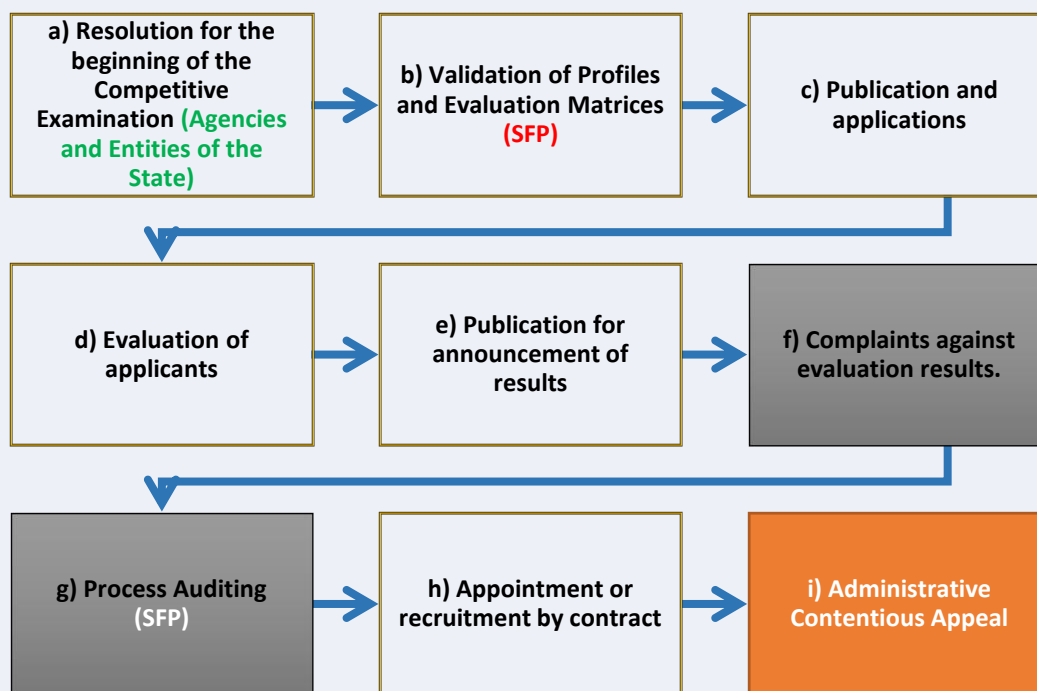 a) Resolution for the
beginning of the
Competitive
Examination (Agencies
and Entities of the
State)
b) Validation of Profiles
and Evaluation Matrices
(SFP)
c) Publication and
applications
d) Evaluation of
applicants
e) Publication for
announcement of
results
f) Complaints against
evaluation results.
g) Process Auditing
(SFP)
h) Appointment or
recruitment by contract
i) Administrative
Contentious Appeal